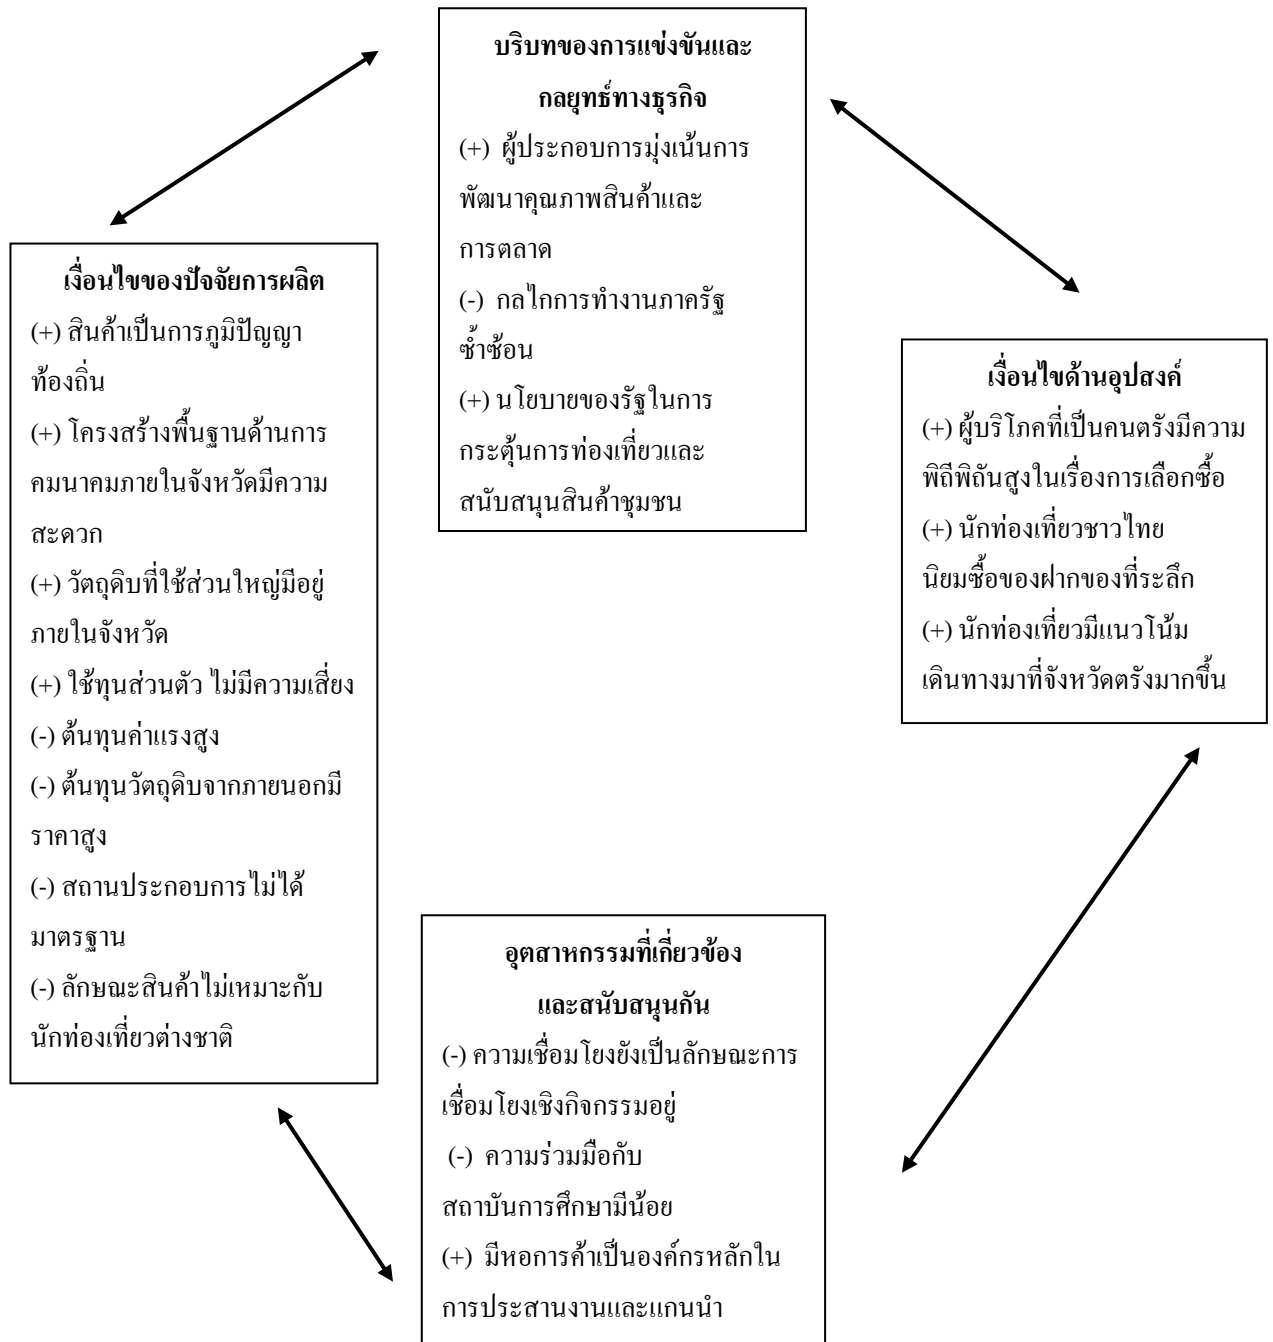 บริบทของการแข่งขันและ
กลยุทธ์ทางธุรกิจ
(+) ผู้ประกอบการมุ่งเน้นการ
พัฒนาคุณภาพสินค้าและ
การตลาด
(-) กลไกการทำงานภาครัฐ
ซ้ำซ้อน
(+) นโยบายของรัฐในการ
กระตุ้นการท่องเที่ยวและ
สนับสนุนสินค้าชุมชน
เงื่อนไขของปัจจัยการผลิต
(+) สินค้าเป็นการภูมิปัญญา
ท้องถิ่น
(+) โครงสร้างพื้นฐานด้านการ
คมนาคมภายในจังหวัดมีความ
สะดวก
(+) วัตถุดิบที่ใช้ส่วนใหญ่มีอยู่
ภายในจังหวัด
(+) ใช้ทุนส่วนตัว ไม่มีความเสี่ยง
(-) ต้นทุนค่าแรงสูง
(-) ต้นทุนวัตถุดิบจากภายนอกมี
ราคาสูง
(-) สถานประกอบการไม่ได้
มาตรฐาน
(-) ลักษณะสินค้าไม่เหมาะกับ
นักท่องเที่ยวต่างชาติ
เงื่อนไขด้านอุปสงค์
(+) ผู้บริโภคที่เป็นคนตรังมีความ
พิถีพิถันสูงในเรื่องการเลือกซื้อ
(+) นักท่องเที่ยวชาวไทย
นิยมซื้อของฝากของที่ระลึก
(+) นักท่องเที่ยวมีแนวโน้ม
เดินทางมาที่จังหวัดตรังมากขึ้น
อุตสาหกรรมที่เกี่ยวข้อง
และสนับสนุนกัน
(-) ความเชื่อมโยงยังเป็นลักษณะการ
เชื่อมโยงเชิงกิจกรรมอยู่
(-) ความร่วมมือกับ
สถาบันการศึกษามีน้อย
(+) มีหอการค้าเป็นองค์กรหลักใน
การประสานงานและแกนนำ